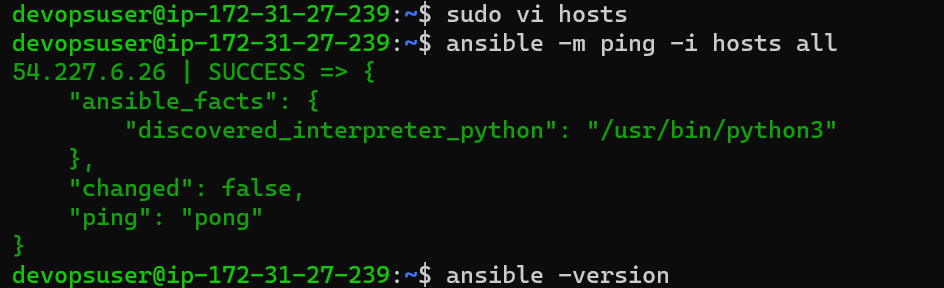 devopsuser@ip-172-31-27-239:~$ sudo vi hosts
devopsuser@ip-172-31-27-239:~$ ansible -m ping -i hosts all
54.227.6.26 | SUCCESS => {
    "ansible_facts": {
        "discovered_interpreter_python": "/usr/bin/python3"
    },
    "changed": false,
    "ping": "pong"
}
devopsuser@ip-172-31-27-239:~$ ansible -version